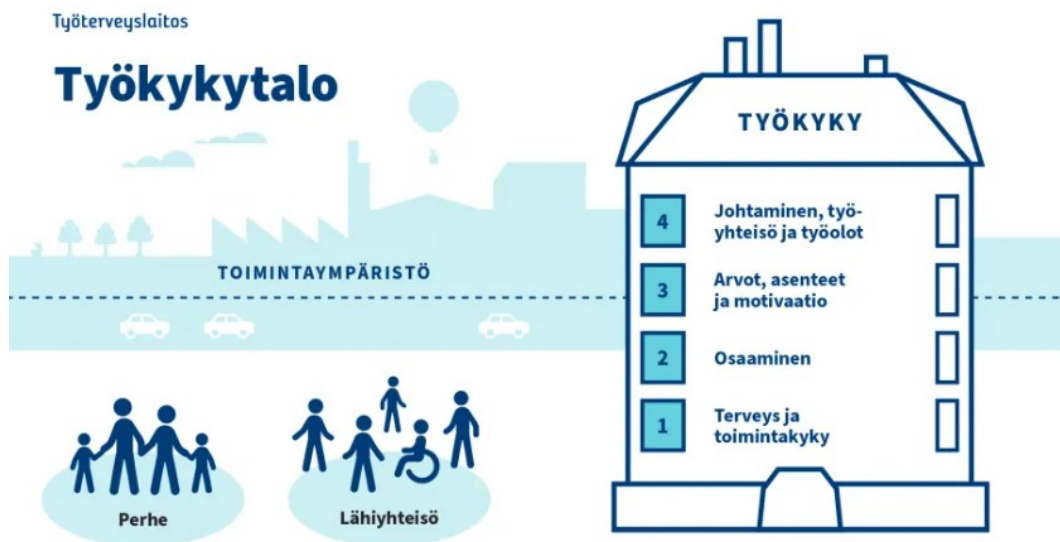 Työterveyslaitos
Työkykytalo
TOIMINTAYMPÄRISTÖ
Perhe
Lähiyhteisö
TYÖKYKY
4
Johtaminen, työ-
yhteisö ja työolot
3
Arvot, asenteet
ja motivaatio
2
Osaaminen
1
Terveys ja
toimintakyky